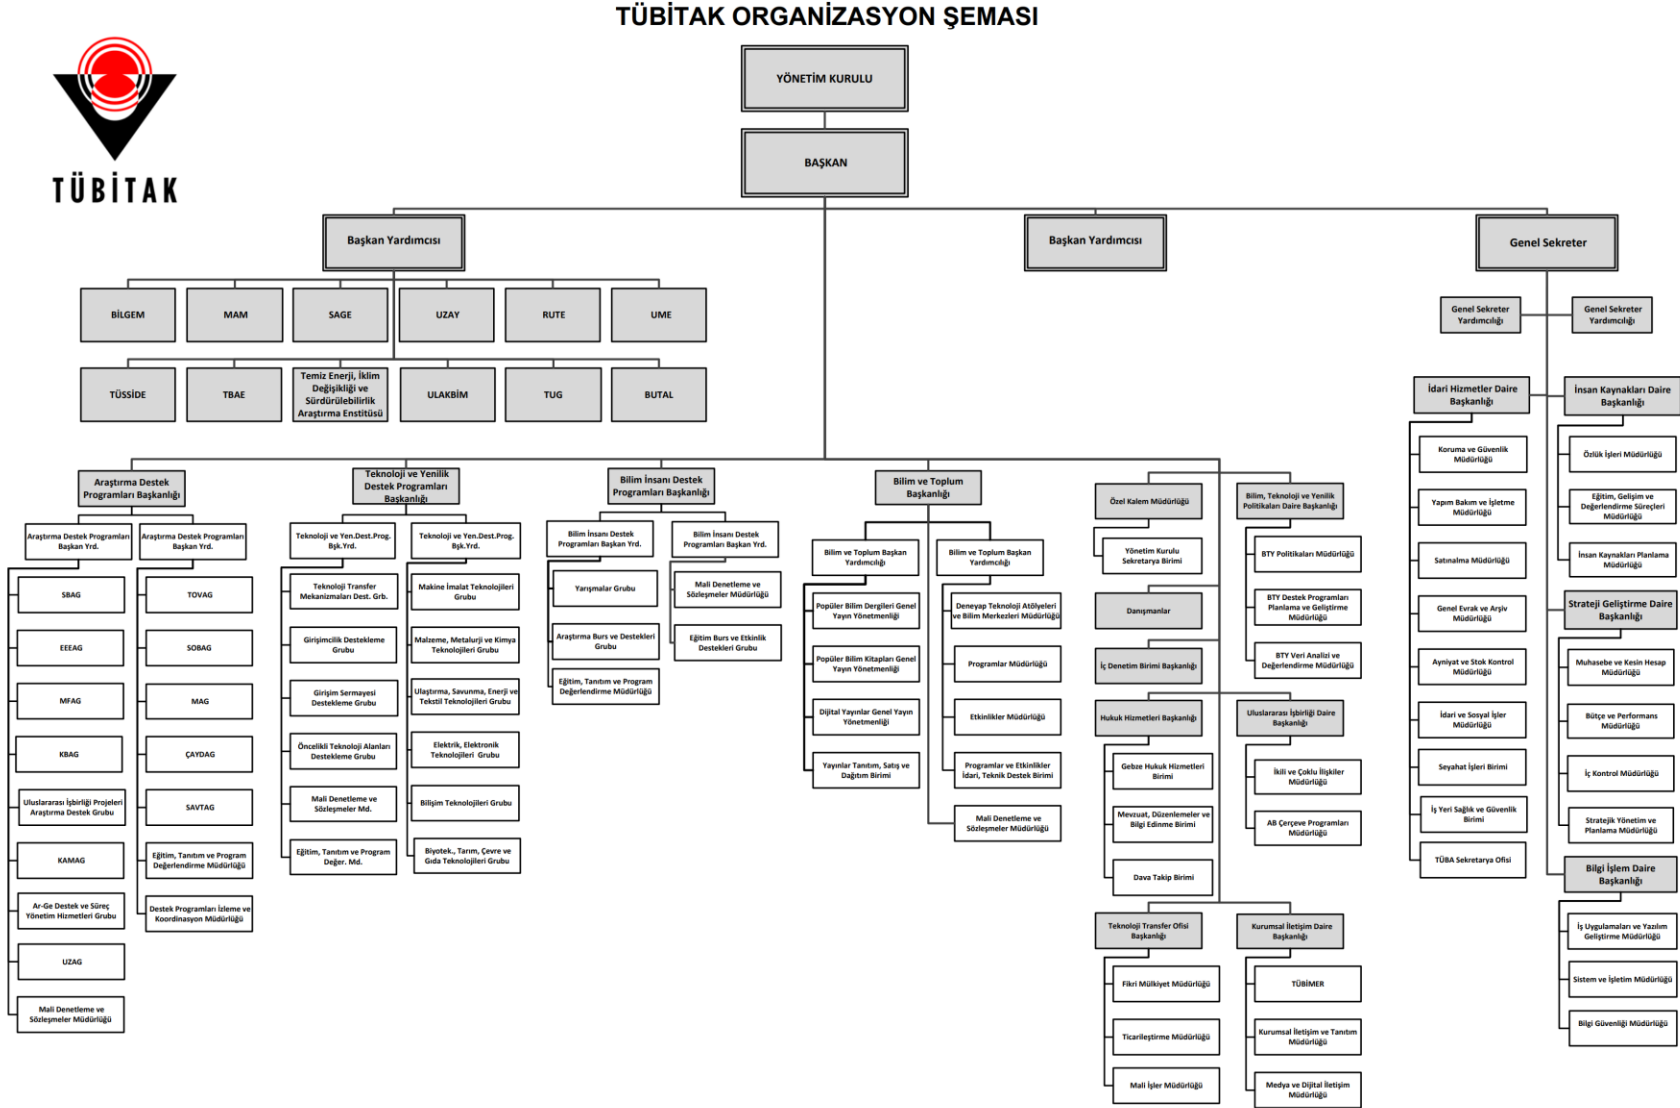 TÜBİTAK ORGANİZASYON ŞEMASI
TÜBİTAK
YÖNETİM KURULU
BAŞKAN
Başkan Yardımcısı
Başkan Yardımcısı
Genel Sekreter
BİLGEM
MAM
SAGE
UZAY
RUTE
UME
TÜSSİDE
TBAE
Temiz Enerji, İklim
Değişikliği ve
Sürdürülebilirlik
Araştırma Enstitüsü
ULAKBİM
TUG
BUTAL
Genel Sekreter
Yardımcılığı
Genel Sekreter
Yardımcılığı
Araştırma Destek
Programları Başkanlığı
Araştırma Destek Programları
Başkan Yrd.
SBAG
EEEAG
MFAG
KBAG
Uluslararası İşbirliği Projeleri
Araştırma Destek Grubu
KAMAG
Ar-Ge Destek ve Süreç
Yönetim Hizmetleri Grubu
UZAG
Mali Denetleme ve
Sözleşmeler Müdürlüğü
Araştırma Destek Programları
Başkan Yrd.
TOVAG
SOBAG
MAG
ÇAYDAG
SAVTAG
Eğitim, Tanıtım ve Program
Değerlendirme Müdürlüğü
Destek Programları İzleme ve
Koordinasyon Müdürlüğü
Teknoloji ve Yenilik
Destek Programları
Başkanlığı
Teknoloji ve Yen.Dest.Prog.
Bşk.Yrd.
Teknoloji Transfer
Mekanizmaları Dest. Grb.
Girişimcilik Destekleme
Grubu
Girişim Sermayesi
Destekleme Grubu
Öncelikli Teknoloji Alanları
Destekleme Grubu
Mali Denetleme ve
Sözleşmeler Md.
Eğitim, Tanıtım ve Program
Değer. Md.
Teknoloji ve Yen.Dest.Prog.
Bşk.Yrd.
Makine İmalat Teknolojileri
Grubu
Malzeme, Metalurji ve Kimya
Teknolojileri Grubu
Ulaştırma, Savunma, Enerji ve
Tekstil Teknolojileri Grubu
Elektrik, Elektronik
Teknolojileri Grubu
Bilişim Teknolojileri Grubu
Biyotek., Tarım, Çevre ve
Gıda Teknolojileri Grubu
Bilim İnsanı Destek
Programları Başkanlığı
Bilim İnsanı Destek
Programları Başkan Yrd.
Yarışmalar Grubu
Araştırma Burs ve Destekleri
Grubu
Eğitim, Tanıtım ve Program
Değerlendirme Müdürlüğü
Bilim İnsanı Destek
Programları Başkan Yrd.
Mali Denetleme ve
Sözleşmeler Müdürlüğü
Eğitim Burs ve Etkinlik
Destekleri Grubu
Bilim ve Toplum
Başkanlığı
Bilim ve Toplum Başkan
Yardımcılığı
Popüler Bilim Dergileri Genel
Yayın Yönetmenliği
Popüler Bilim Kitapları Genel
Yayın Yönetmenliği
Dijital Yayınlar Genel Yayın
Yönetmenliği
Yayınlar Tanıtım, Satış ve
Dağıtım Birimi
Bilim ve Toplum Başkan
Yardımcılığı
Deneyap Teknoloji Atölyeleri
ve Bilim Merkezleri Müdürlüğü
Programlar Müdürlüğü
Etkinlikler Müdürlüğü
Programlar ve Etkinlikler
İdari, Teknik Destek Birimi
Mali Denetleme ve
Sözleşmeler Müdürlüğü
Özel Kalem Müdürlüğü
Yönetim Kurulu
Sekretarya Birimi
Danışmanlar
İç Denetim Birimi Başkanlığı
Hukuk Hizmetleri Başkanlığı
Gebze Hukuk Hizmetleri
Birimi
Mevzuat, Düzenlemeler ve
Bilgi Edinme Birimi
Dava Takip Birimi
Teknoloji Transfer Ofisi
Başkanlığı
Fikri Mülkiyet Müdürlüğü
Ticarileştirme Müdürlüğü
Mali İşler Müdürlüğü
Bilim, Teknoloji ve Yenilik
Politikaları Daire Başkanlığı
BTY Politikaları Müdürlüğü
BTY Destek Programları
Planlama ve Geliştirme
Müdürlüğü
BTY Veri Analizi ve
Değerlendirme Müdürlüğü
Uluslararası İşbirliği Daire
Başkanlığı
İkili ve Çoklu İlişkiler
Müdürlüğü
AB Çerçeve Programları
Müdürlüğü
Kurumsal İletişim Daire
Başkanlığı
TÜBİMER
Kurumsal İletişim ve Tanıtım
Müdürlüğü
Medya ve Dijital İletişim
Müdürlüğü
İdari Hizmetler Daire
Başkanlığı
Koruma ve Güvenlik
Müdürlüğü
Yapım Bakım ve İşletme
Müdürlüğü
Satınalma Müdürlüğü
Genel Evrak ve Arşiv
Müdürlüğü
Ayniyat ve Stok Kontrol
Müdürlüğü
İdari ve Sosyal İşler
Müdürlüğü
Seyahat İşleri Birimi
İş Yeri Sağlık ve Güvenlik
Birimi
TÜBA Sekretarya Ofisi
İnsan Kaynakları Daire
Başkanlığı
Özlük İşleri Müdürlüğü
Eğitim, Gelişim ve
Değerlendirme Süreçleri
Müdürlüğü
İnsan Kaynakları Planlama
Müdürlüğü
Strateji Geliştirme Daire
Başkanlığı
Muhasebe ve Kesin Hesap
Müdürlüğü
Bütçe ve Performans
Müdürlüğü
İç Kontrol Müdürlüğü
Stratejik Yönetim ve
Planlama Müdürlüğü
Bilgi İşlem Daire
Başkanlığı
İş Uygulamaları ve Yazılım
Geliştirme Müdürlüğü
Sistem ve İşletim Müdürlüğü
Bilgi Güvenliği Müdürlüğü